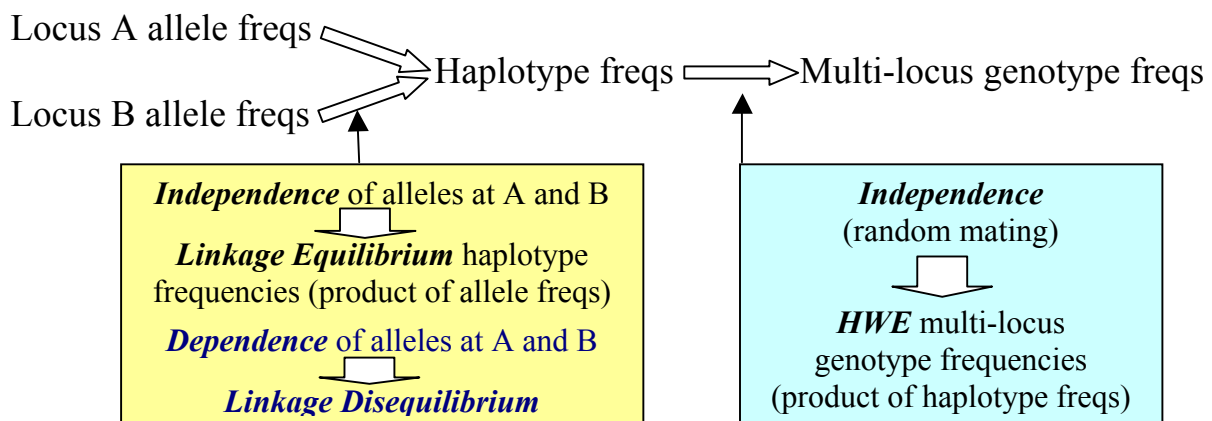 Locus A allele freqs
Haplotype freqs
Multi-locus genotype freqs
Locus B allele freqs
Independence of alleles at A and B
Linkage Equilibrium haplotype
frequencies (product of allele freqs)
Dependence of alleles at A and B
Linkage Disequilibrium
Independence
(random mating)
HWE multi-locus
genotype frequencies
(product of haplotype freqs)